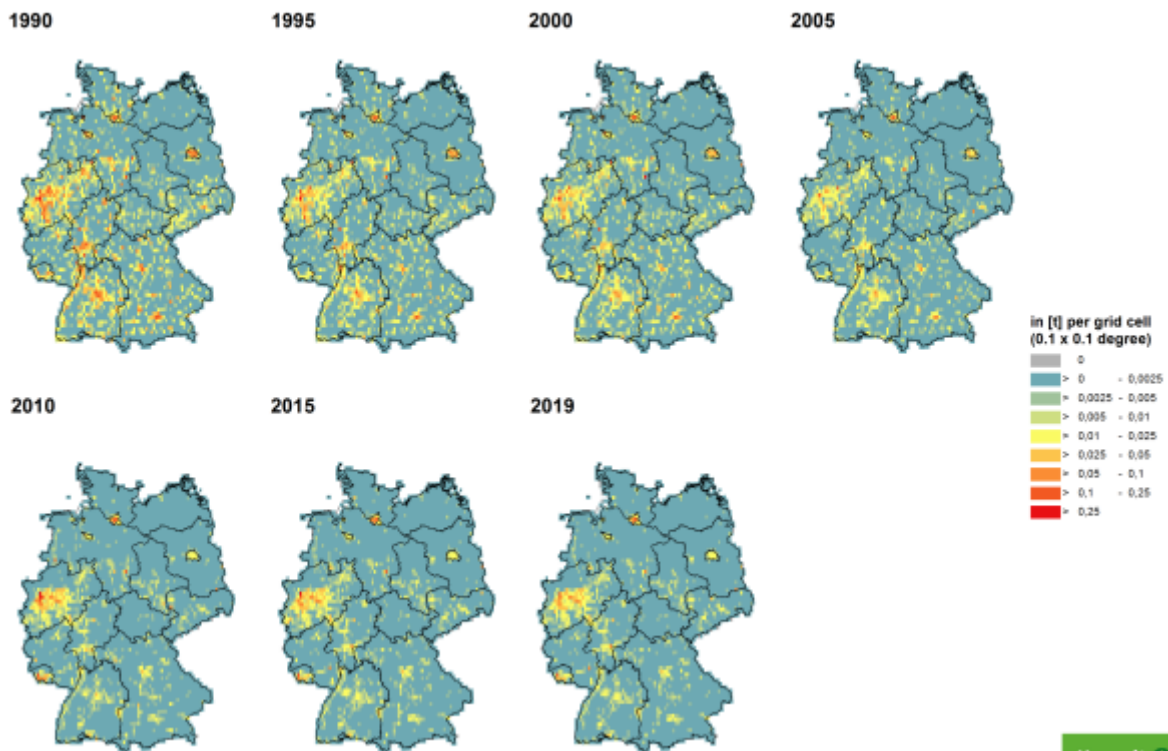 1990 1995 2000 2005
in [t] per grid cell
(0.1 x 0.1 degree)
0
> 0 - 0,0025
> 0,0025 - 0,005
> 0,005 - 0,01
> 0,01 - 0,025
> 0,025 - 0,05
> 0,05 - 0,1
> 0,1 - 0,25
> 0,25
2010 2015 2019